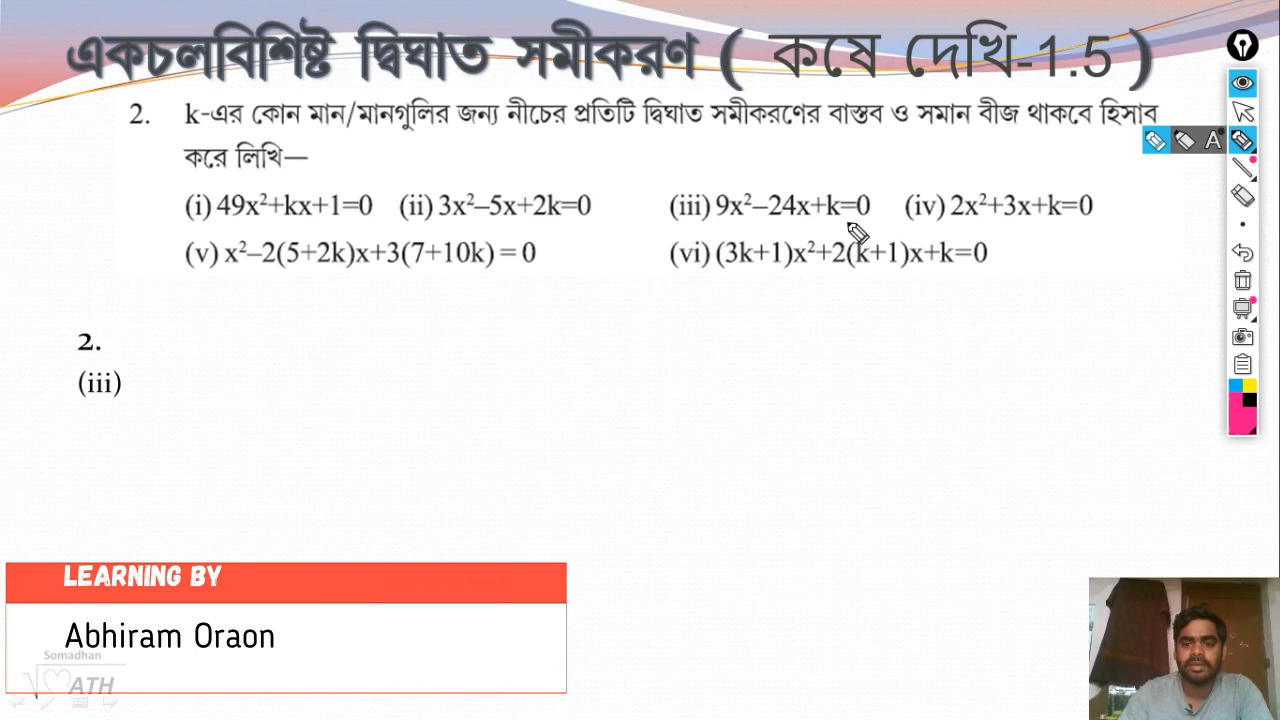 একচলবিশিষ্ট দ্বিঘাত সমীকরণ ( কষে দেখি-1.5 )
2. k-এর কোন মান/মানগুলির জন্য নীচের প্রতিটি দ্বিঘাত সমীকরণের বাস্তব ও সমান বীজ থাকবে হিসাব
করে লিখি—
(i) 49x²+kx+1=0 (ii) 3x²–5x+2k=0 (iii) 9x²–24x+k=0 (iv) 2x²+3x+k=0
(v) x²–2(5+2k)x+3(7+10k) = 0 (vi) (3k+1)x²+2(k+1)x+k=0
2.
(iii)
LEARNING BY
Abhiram Oraon
Somadhan
ATH
A